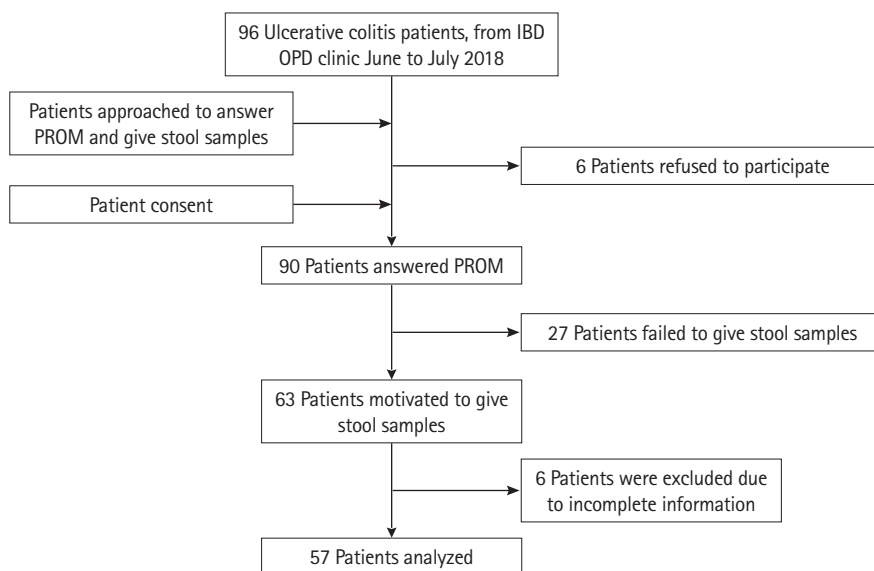 96 Ulcerative colitis patients, from IBD
OPD clinic June to July 2018
Patients approached to answer
PROM and give stool samples
6 Patients refused to participate
Patient consent
90 Patients answered PROM
27 Patients failed to give stool samples
63 Patients motivated to give
stool samples
6 Patients were excluded due
to incomplete information
57 Patients analyzed